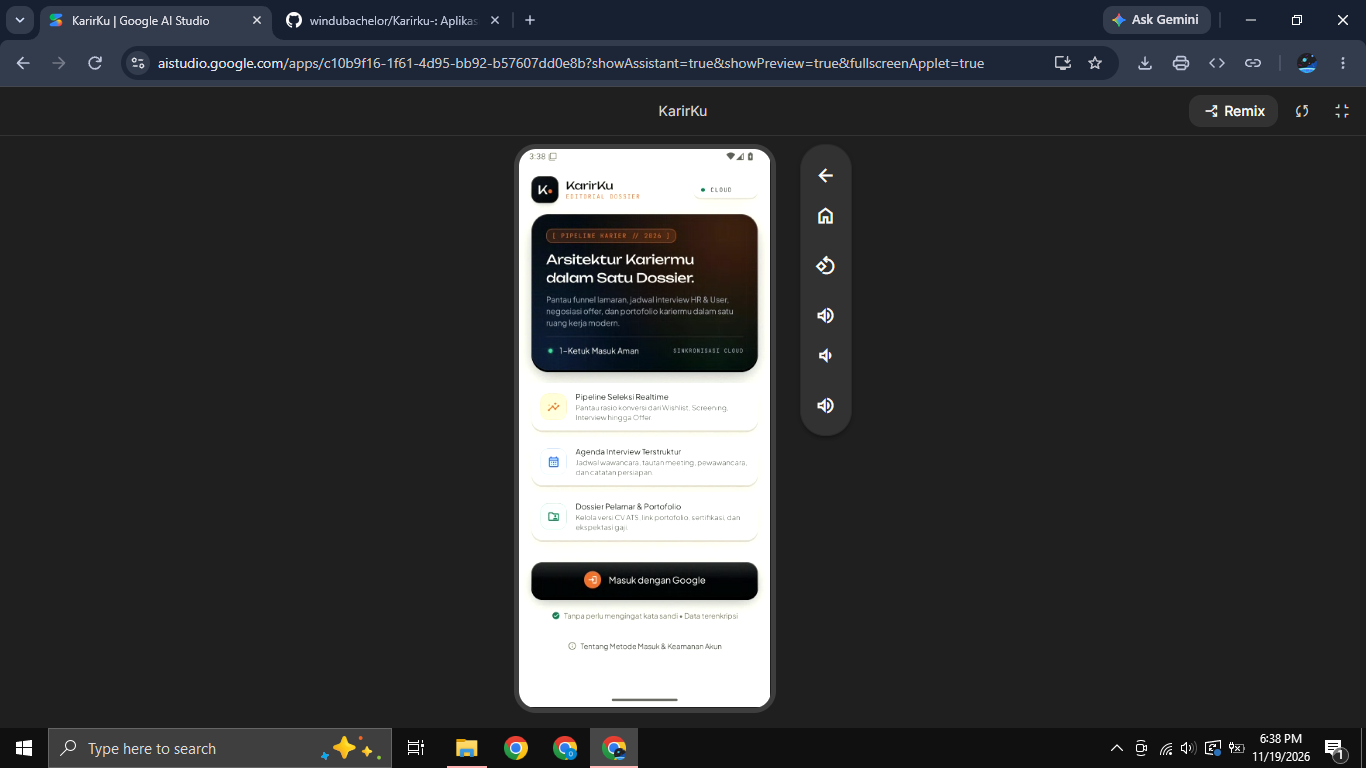 KarirKu | Google AI Studio
windubachelor/Karirku-: Aplikas
Ask Gemini
aistudio.google.com/apps/c10b9f16-1f61-4d95-bb92-b57607dd0e8b?showAssistant=true&showPreview=true&fullscreenApplet=true
KarirKu
Remix
3:38
K
KarirKu
EDITORIAL DOSSIER
CLOUD
[ PIPELINE KARIER // 2026 ]
Arsitektur Kariermu
dalam Satu Dossier.
Pantau funnel lamaran, jadwal interview HR & User,
negosiasi offer, dan portofolio kariermu dalam satu
ruang kerja modern.
1-Ketuk Masuk Aman
SINKRONISASI CLOUD
Pipeline Seleksi Realtime
Pantau rasio konversi dari Wishlist, Screening,
Interview hingga Offer
Agenda Interview Terstruktur
Jadwal wawancara, tautan meeting, pewawancara,
dan catatan persiapan
Dossier Pelamar & Portofolio
Kelola versi CV ATS, link portofolio, sertifikasi, dan
ekspektasi gaji
Masuk dengan Google
Tanpa perlu mengingat kata sandi • Data terenkripsi
Tentang Metode Masuk & Keamanan Akun
Type here to search
6:38 PM
11/19/2026
1